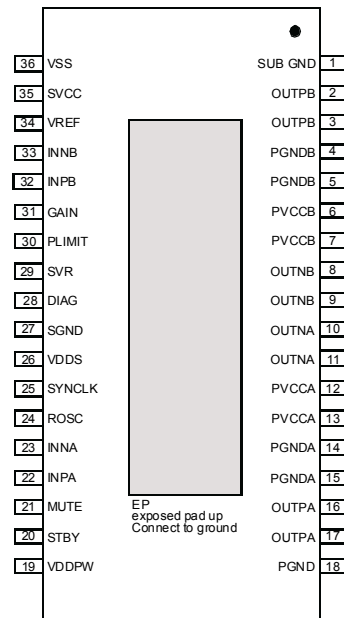 36 VSS SUB GND 1
35 SVCC OUTPB 2
34 VREF OUTPB 3
33 INNB PGNDB 4
32 INPB PGNDB 5
31 GAIN PVCCB 6
30 PLIMIT PVCCB 7
29 SVR OUTNB 8
28 DIAG OUTNB 9
27 SGND OUTNA 10
26 VDDS OUTNA 11
25 SYNCLK PVCCA 12
24 ROSC PVCCA 13
23 INNA PGNDA 14
22 INPA PGNDA 15
21 MUTE OUTPA 16
20 STBY OUTPA 17
19 VDDPW PGND 18
EP
exposed pad up
Connect to ground